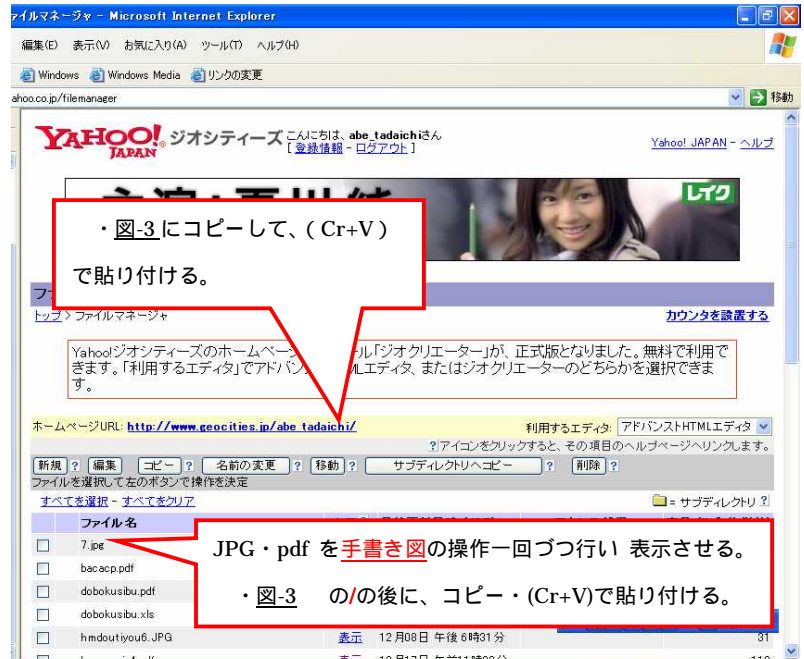 ァイルマネージャ - Microsoft Internet Explorer
編集(E) 表示(V) お気に入り(A) ツール(T) ヘルプ(H)
Windows Windows Media リンクの変更
ahoo.co.jp/filemanager 移動
YAHOO! JAPAN ジオシティーズ こんにちは、abe_tadaichiさん
[ 登録情報 - ログアウト ]
Yahoo! JAPAN - ヘルプ
レイク
・図-3 にコピーして、( Cr+V )
で貼り付ける。
トップ > ファイルマネージャ カウンタを設置する
Yahoo!ジオシティーズのホームペー ル「ジオクリエーター」が、正式版となりました。無料で利用で
きます。「利用するエディタ」でアドバン MLエディタ、またはジオクリエーターのどちらかを選択できま
す。
ホームページURL: http://www.geocities.jp/abe_tadaichi/ 利用するエディタ: アドバンストHTMLエディタ
?アイコンをクリックすると、その項目のヘルプページへリンクします。
新規 ? 編集 コピー ? 名前の変更 ? 移動 ? サブディレクトリへコピー ? 削除 ?
ファイルを選択して左のボタンで操作を決定
すべてを選択 - すべてをクリア = サブディレクトリ ?
ファイル名
7.jpg
bacacp.pdf
dobokusibu.pdf
dobokusibu.xls
JPG・pdf を手書き図の操作一回づつ行い 表示させる。
・図-3 の/の後に、コピー・(Cr+V)で貼り付ける。
hmdoutiyou6.JPG 表示 12月08日 午後 6時31分 31